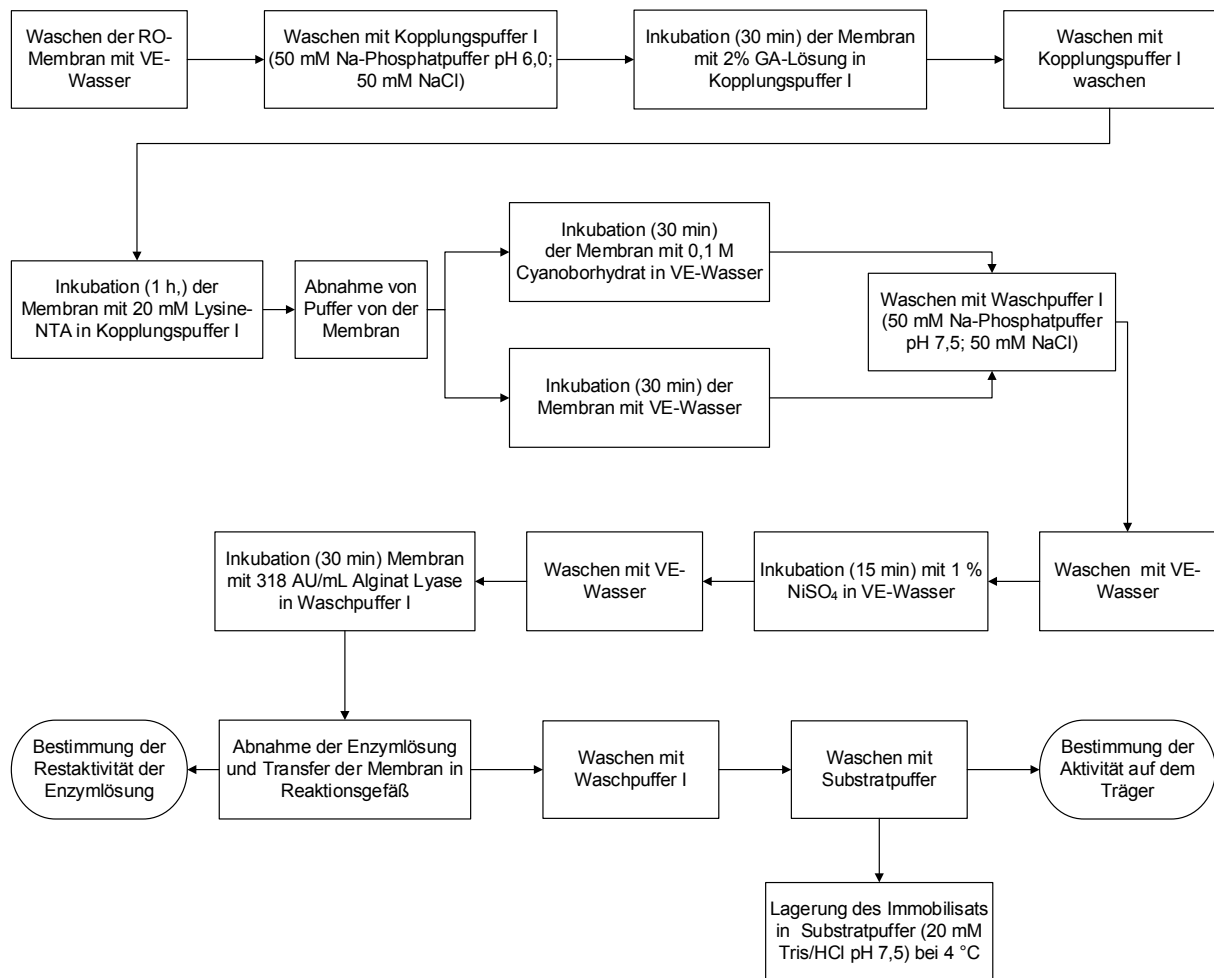 Waschen der RO-
Membran mit VE-
Wasser
Waschen mit Kopplungspuffer I
(50 mM Na-Phosphatpuffer pH 6,0;
50 mM NaCl)
Inkubation (30 min) der Membran
mit 2% GA-Lösung in
Kopplungspuffer I
Waschen mit
Kopplungspuffer I
waschen
Inkubation (1 h,) der
Membran mit 20 mM Lysine-
NTA in Kopplungspuffer I
Abnahme von
Puffer von der
Membran
Inkubation (30 min)
der Membran mit 0,1 M
Cyanoborhydrat in VE-Wasser
Inkubation (30 min) der
Membran mit VE-Wasser
Waschen mit Waschpuffer I
(50 mM Na-Phosphatpuffer
pH 7,5; 50 mM NaCl)
Waschen mit VE-
Wasser
Inkubation (15 min) mit 1 %
NiSO₄ in VE-Wasser
Waschen mit VE-
Wasser
Inkubation (30 min) Membran
mit 318 AU/mL Alginat Lyase
in Waschpuffer I
Abnahme der Enzymlösung
und Transfer der Membran in
Reaktionsgefäß
Bestimmung der
Restaktivität der
Enzymlösung
Waschen mit
Waschpuffer I
Waschen mit
Substratpuffer
Bestimmung der
Aktivität auf dem
Träger
Lagerung des Immobilisats
in Substratpuffer (20 mM
Tris/HCl pH 7,5) bei 4 °C